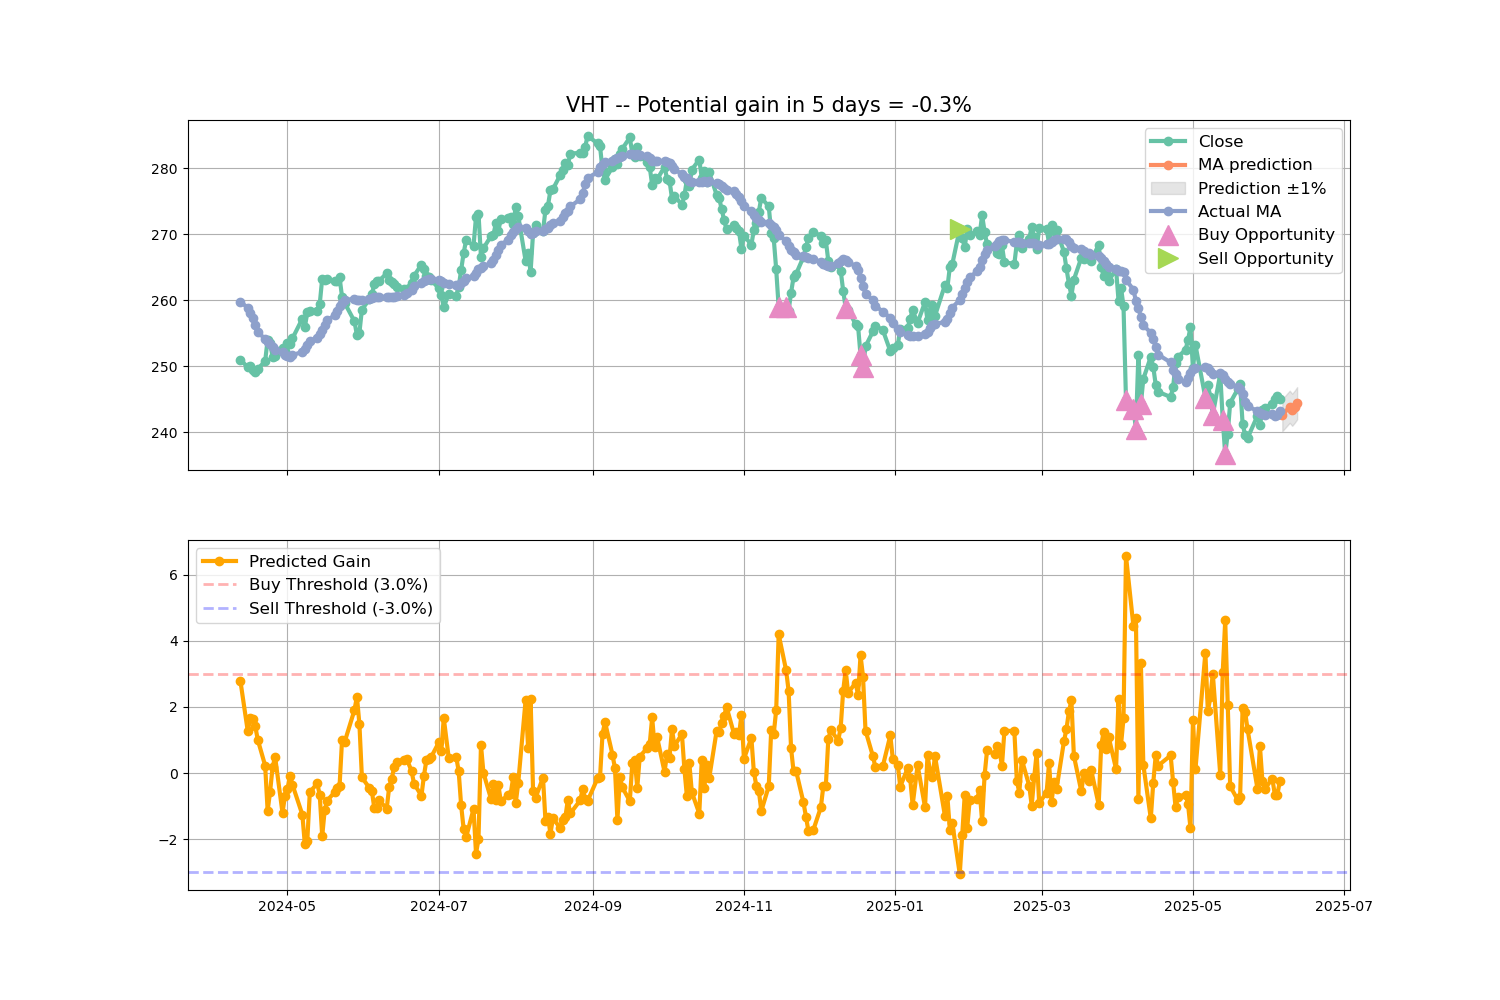 VHT -- Potential gain in 5 days = -0.3%
280
270
260
250
240
Close
MA prediction
Prediction ±1%
Actual MA
Buy Opportunity
Sell Opportunity
6
4
2
0
−2
Predicted Gain
Buy Threshold (3.0%)
Sell Threshold (-3.0%)
2024-05
2024-07
2024-09
2024-11
2025-01
2025-03
2025-05
2025-07